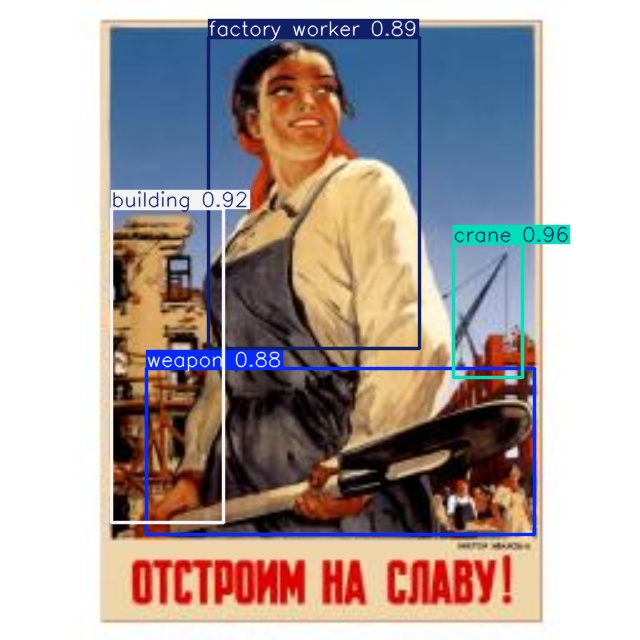 factory worker 0.89
building 0.92
crane 0.96
weapon 0.88
ОТСТРОИМ НА СЛАВУ!